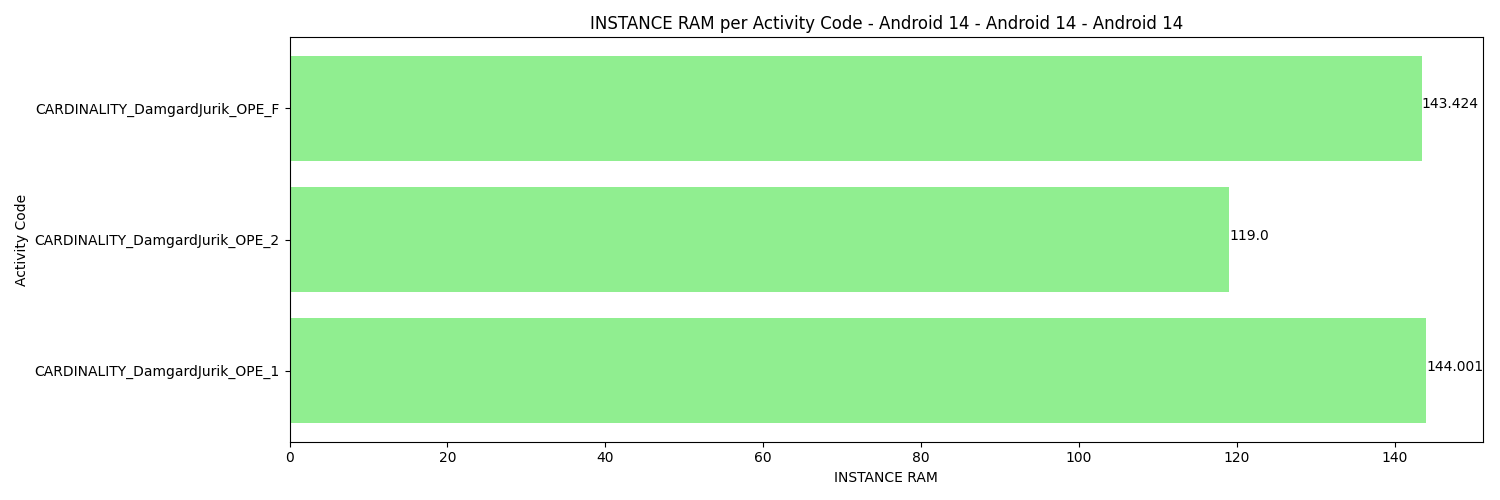 INSTANCE RAM per Activity Code - Android 14 - Android 14 - Android 14
Activity Code
CARDINALITY_DamgardJurik_OPE_F
143.424
CARDINALITY_DamgardJurik_OPE_2
119.0
CARDINALITY_DamgardJurik_OPE_1
144.001
0 20 40 60 80 100 120 140
INSTANCE RAM